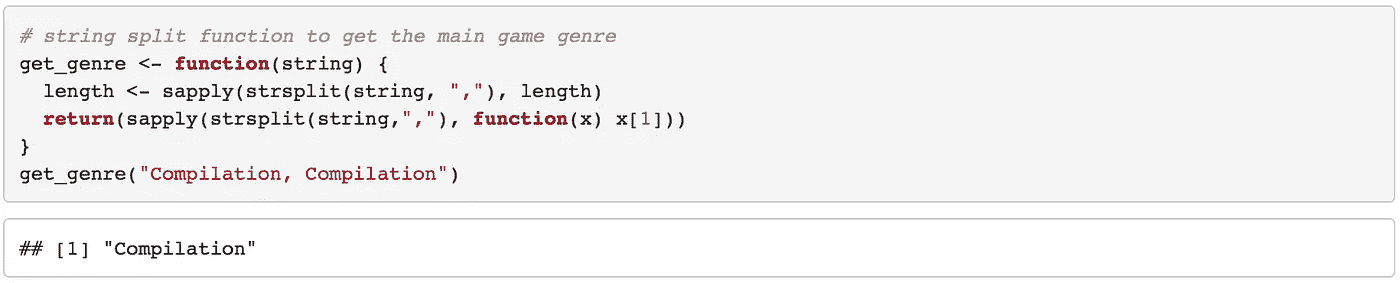 # string split function to get the main game genre
get_genre <- function(string) {
  length <- sapply(strsplit(string, ","), length)
  return(sapply(strsplit(string,","), function(x) x[1]))
}
get_genre("Compilation, Compilation")
## [1] "Compilation"